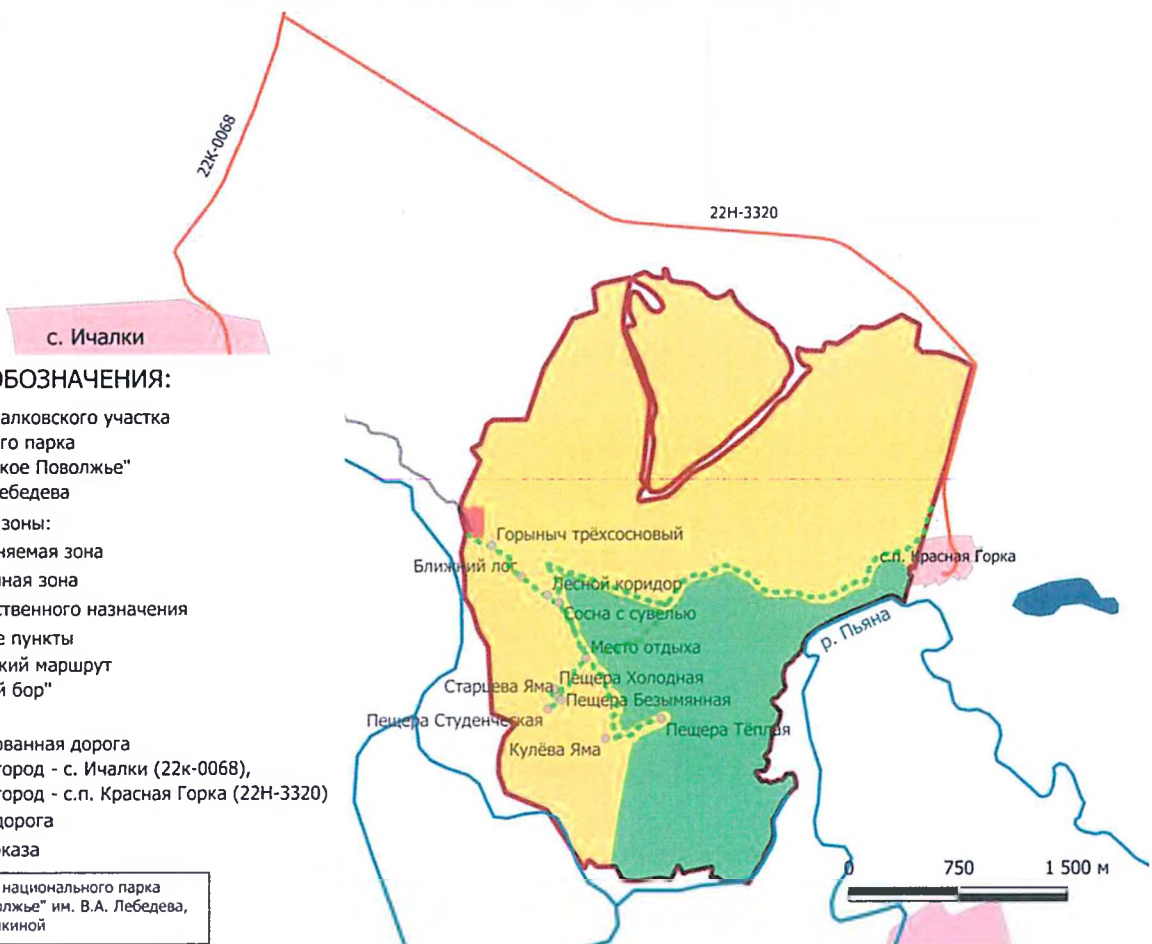 22К-0068
22Н-3320
с. Ичалки
ОБОЗНАЧЕНИЯ:
алковского участка
го парка
кое Поволжье"
ебедева
зоны:
няемая зона
ная зона
ственного назначения
е пункты
кий маршрут
й бор"
ованная дорога
город - с. Ичалки (22к-0068),
город - с.п. Красная Горка (22Н-3320)
дорога
каза
национального парка
олжье" им. В.А. Лебедева,
киной
Горыныч трёхсосновый
Ближний лог
Лесной коридор
Сосна с сувелью
Место отдыха
Пещера Холодная
Старцева Яма
Пещера Безымянная
Пещера Студенческая
Пещера Тёплая
Кулёва Яма
с.п. Красная Горка
р. Пьяна
0 750 1 500 м